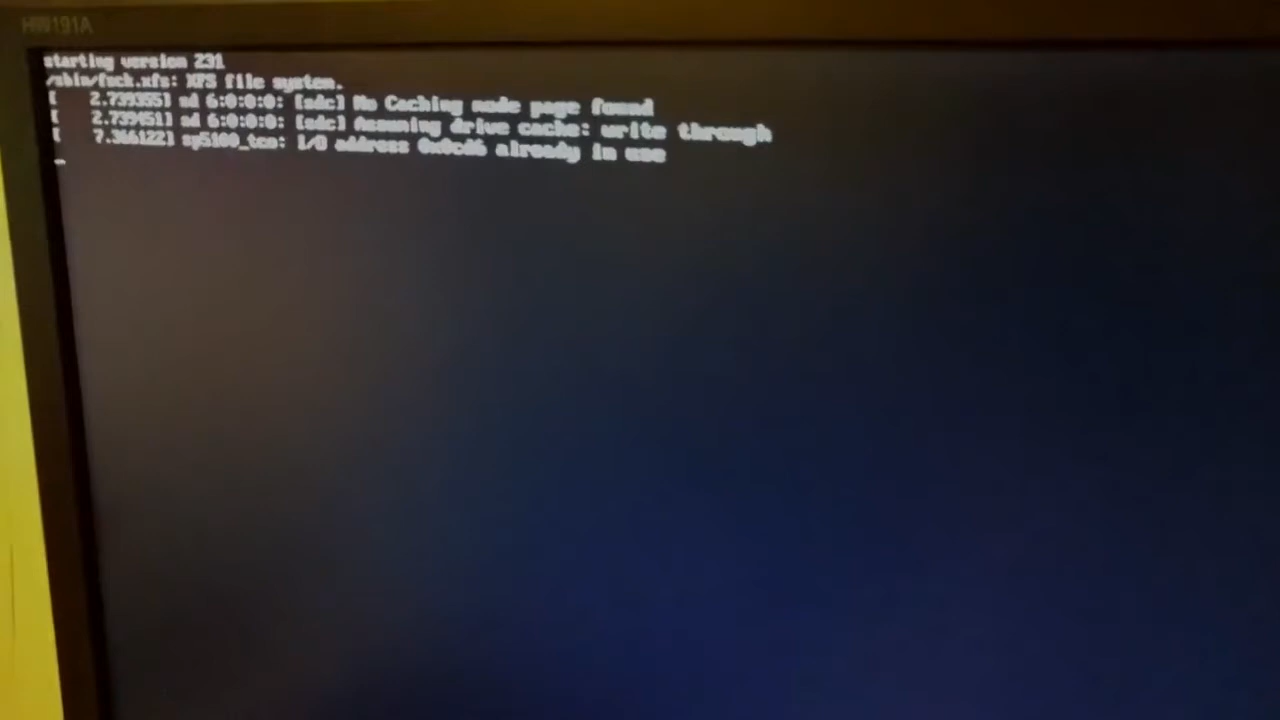 HW191A
starting version 231
/sbin/fsck.xfs: XFS file system.
[    2.739355] sd 6:0:0:0: [sdc] No Caching mode page found
[    2.739451] sd 6:0:0:0: [sdc] Assuming drive cache: write through
[    7.366122] sp5100_tco: I/O address 0x0cd6 already in use
_